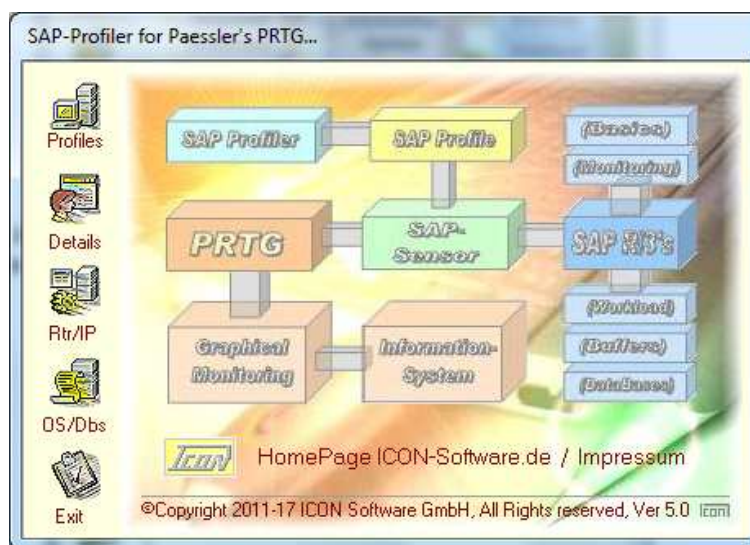 SAP-Profiler for Paessler's PRTG...
Profiles
Details
Rtr/IP
OS/Dbs
Exit
SAP Profiler
SAP Profile
(Basics)
(Monitoring)
PRTG
SAP-
Sensor
SAP R/3's
(Workload)
(Buffers)
(DataBases)
Graphical
Monitoring
Information-
System
Icon
HomePage ICON-Software.de / Impressum
©Copyright 2011-17 ICON Software GmbH, All Rights reserved, Ver 5.0 Icon